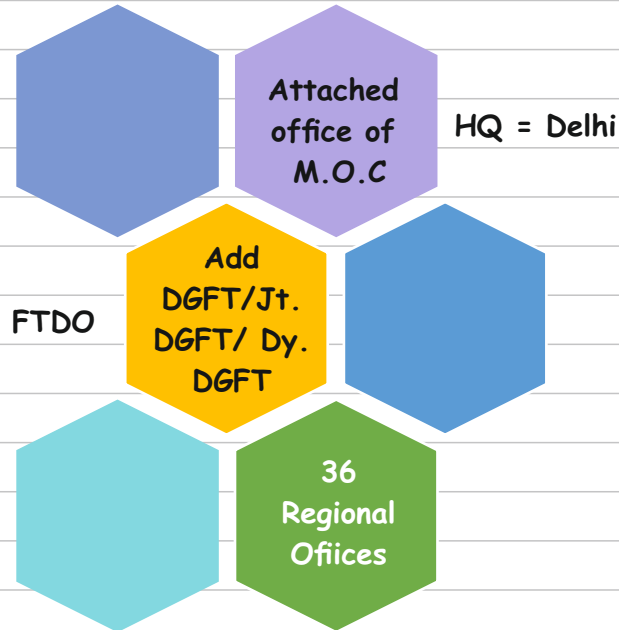 Attached
office of
M.O.C
HQ = Delhi
FTDO
Add
DGFT/Jt.
DGFT/ Dy.
DGFT
36
Regional
Ofiices